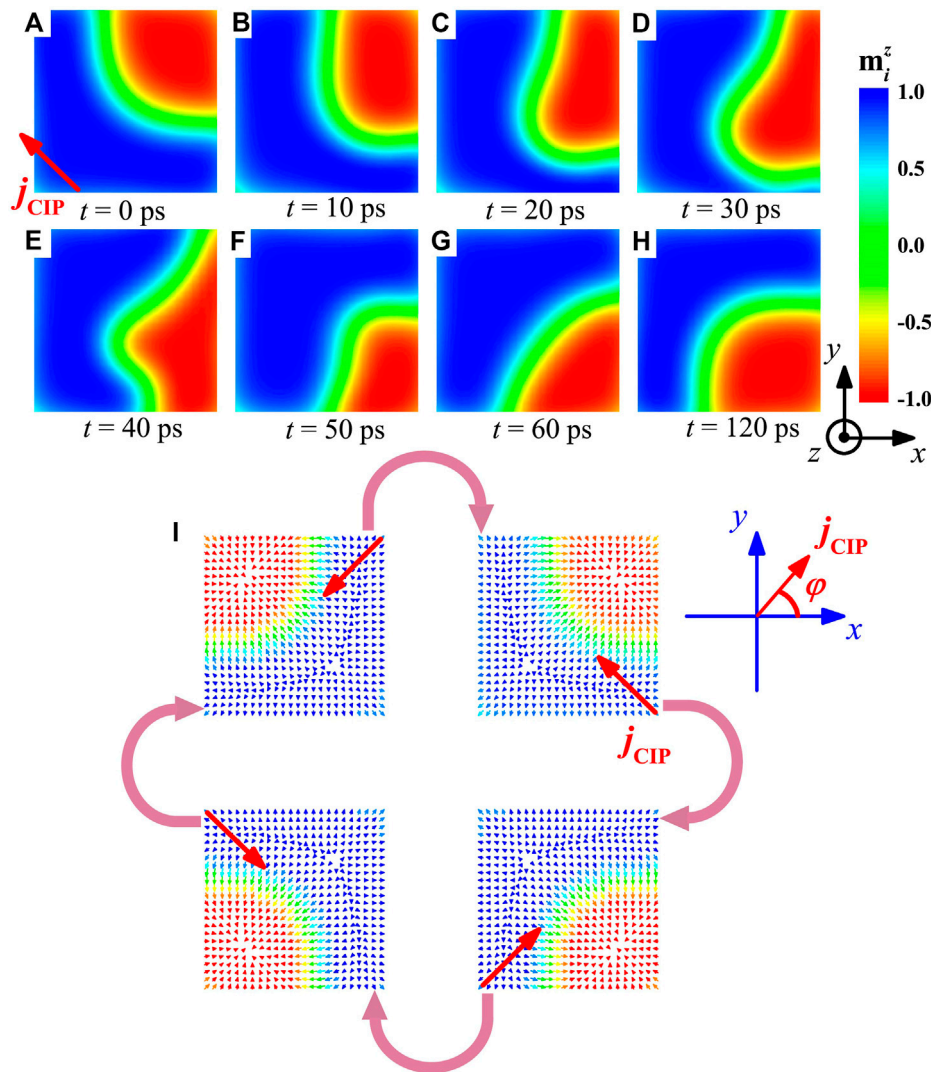 A B C D
m_i^z
1.0
0.5
0.0
-0.5
-1.0
j_CIP
t = 0 ps t = 10 ps t = 20 ps t = 30 ps
E F G H
t = 40 ps t = 50 ps t = 60 ps t = 120 ps
y
z x
I
y
j_CIP
φ
x
j_CIP